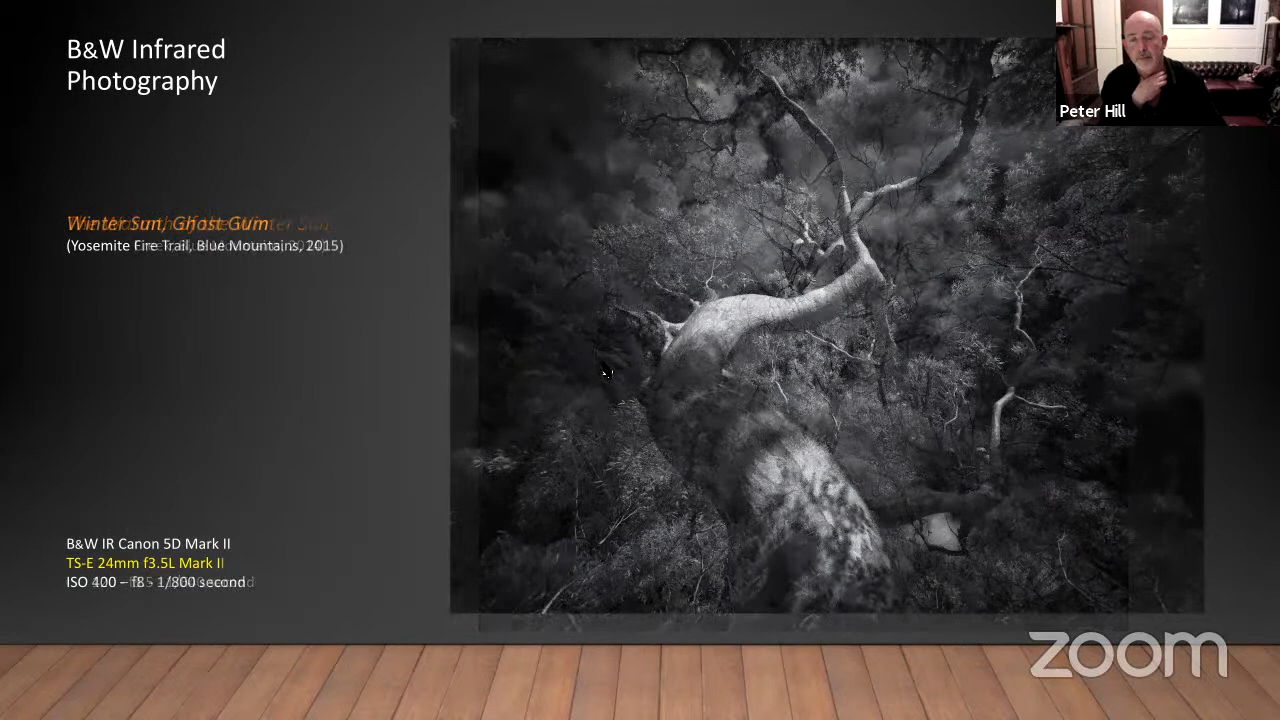 B&W Infrared
Photography
Peter Hill
Winter Sun, Ghost Gum
(Yosemite Fire Trail, Blue Mountains, 2015)
B&W IR Canon 5D Mark II
TS-E 24mm f3.5L Mark II
ISO 400 – f8 - 1/800 second
zoom